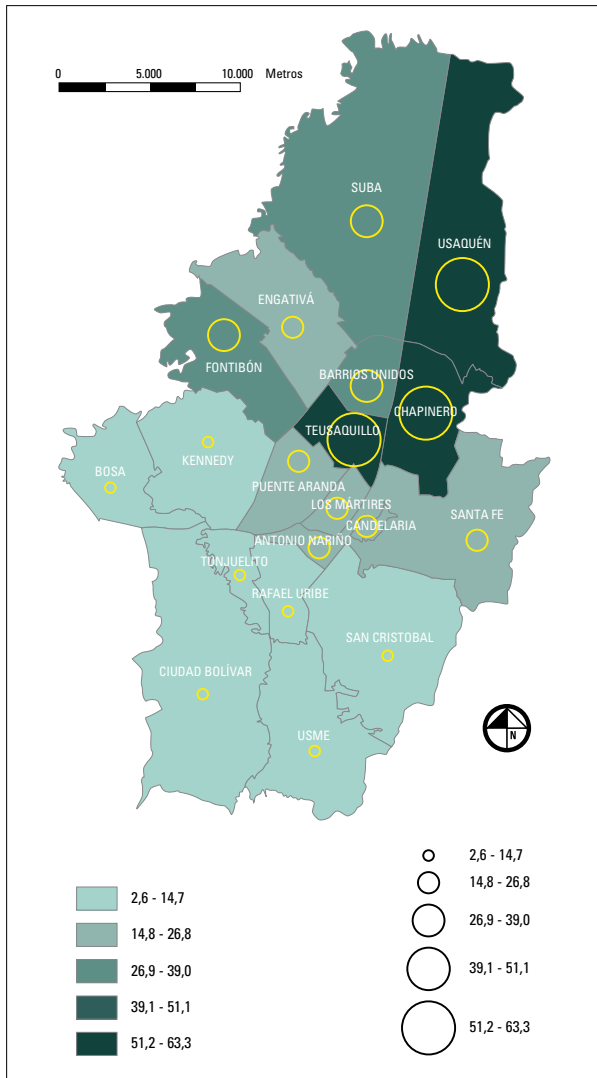 0 5.000 10.000 Metros
SUBA
USAQUÉN
ENGATIVÁ
FONTIBÓN
BARRIOS UNIDOS
CHAPINERO
TEUSAQUILLO
KENNEDY
BOSA
PUENTE ARANDA
LOS MÁRTIRES
SANTA FE
CANDELARIA
ANTONIO NARIÑO
TUNJUELITO
RAFAEL URIBE
SAN CRISTOBAL
CIUDAD BOLÍVAR
USME
N
2,6 - 14,7
14,8 - 26,8
26,9 - 39,0
39,1 - 51,1
51,2 - 63,3
2,6 - 14,7
14,8 - 26,8
26,9 - 39,0
39,1 - 51,1
51,2 - 63,3